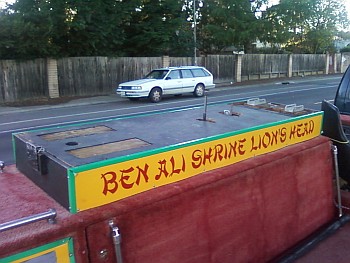 BEN ALI SHRINE LION'S HEAD